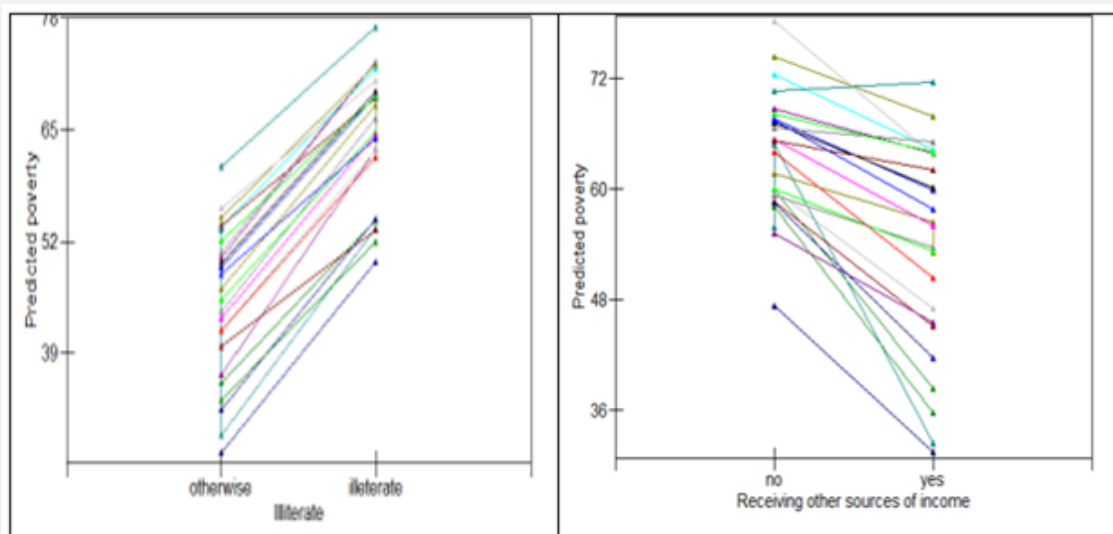 78
65
52
39
Predicted poverty
otherwise illeterate
Illiterate
72
60
48
36
Predicted poverty
no yes
Receiving other sources of income